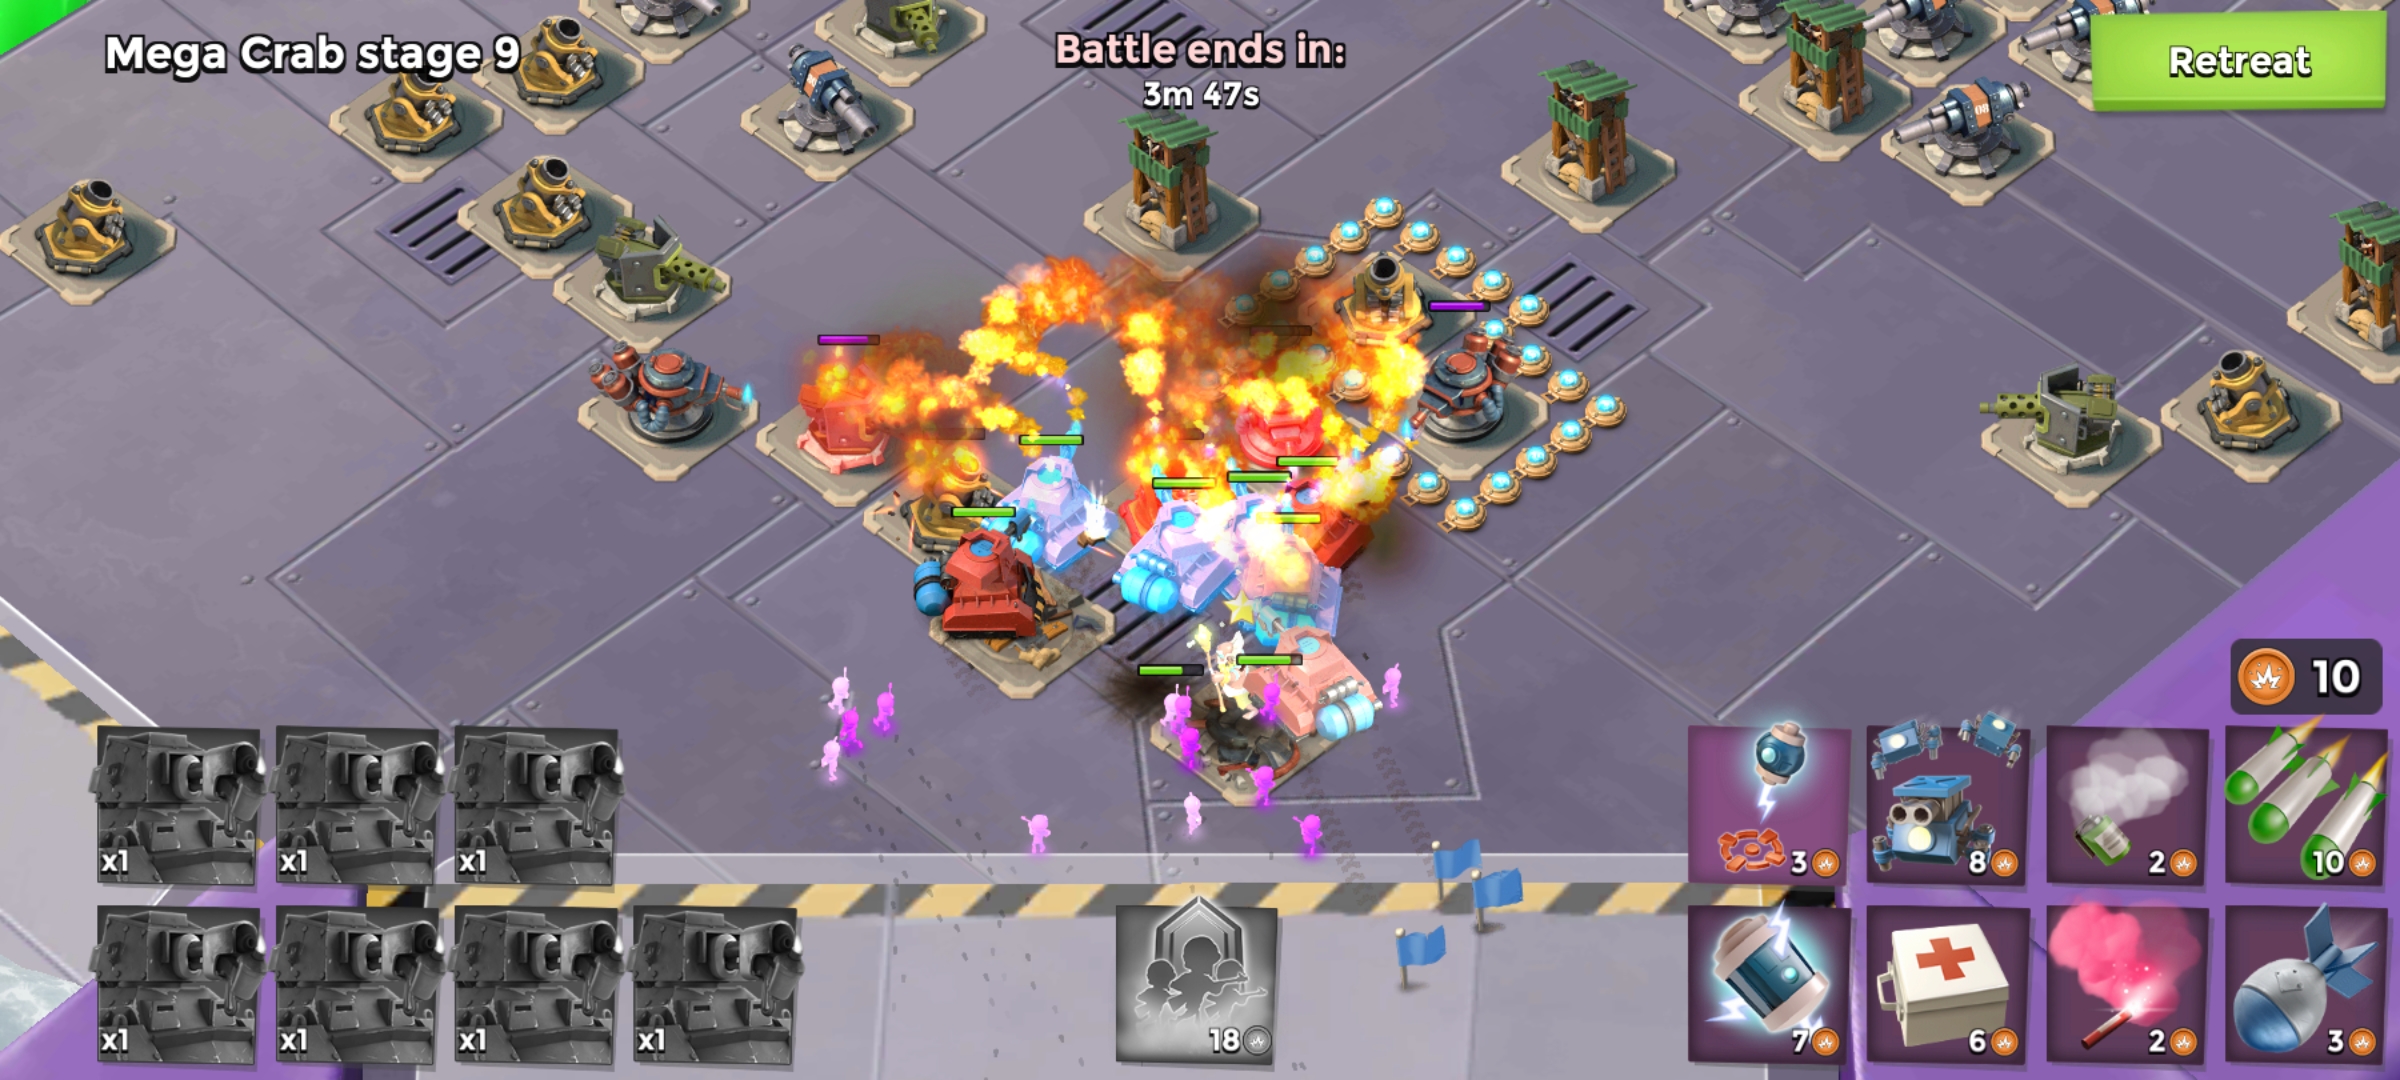 Mega Crab stage 9
Battle ends in:
3m 47s
Retreat
10
x1
x1
x1
3
8
2
10
x1
x1
x1
x1
18
7
6
2
3